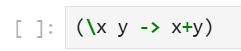 [ ]: (\x y -> x+y)